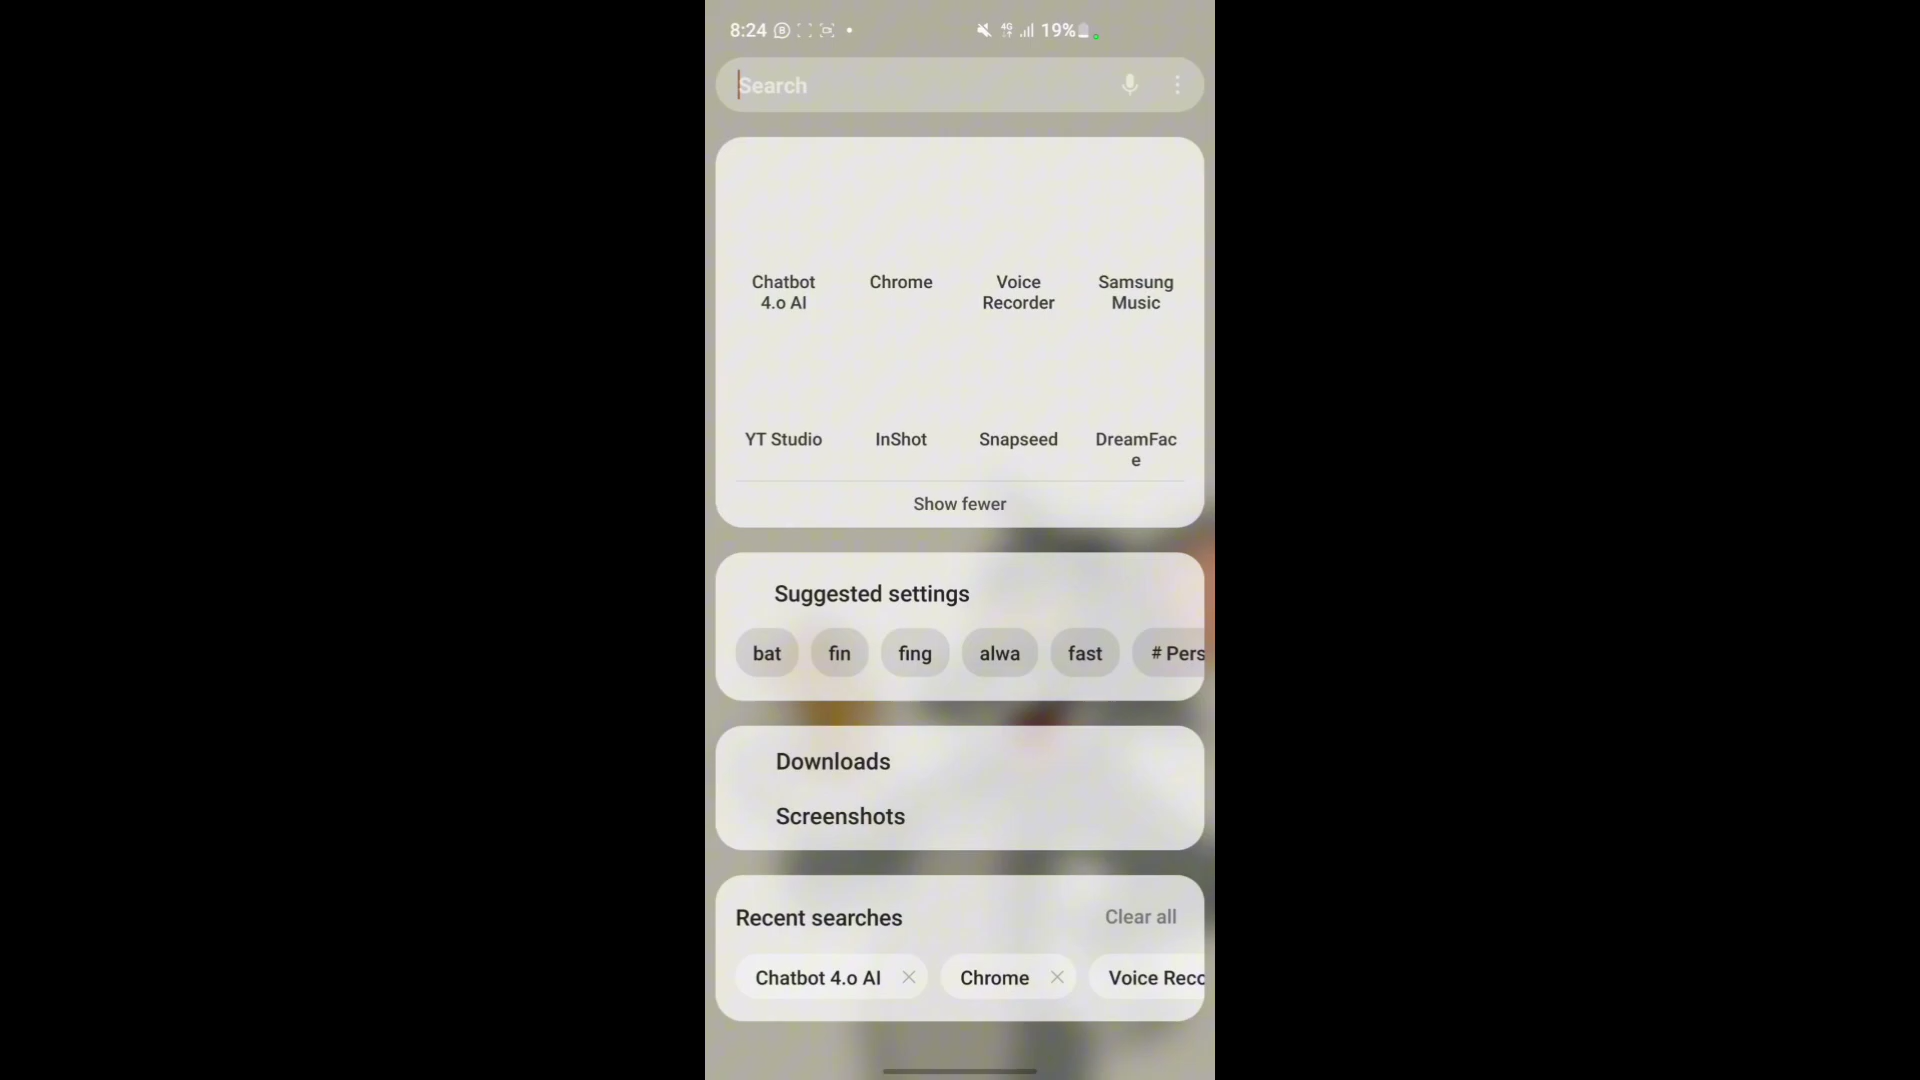 8:24 4G 19%
Search
Chatbot 4.o AI
Chrome
Voice Recorder
Samsung Music
YT Studio
InShot
Snapseed
DreamFace
Show fewer
Suggested settings
bat fin fing alwa fast # Pers
Downloads
Screenshots
Recent searches Clear all
Chatbot 4.o AI Chrome Voice Reco